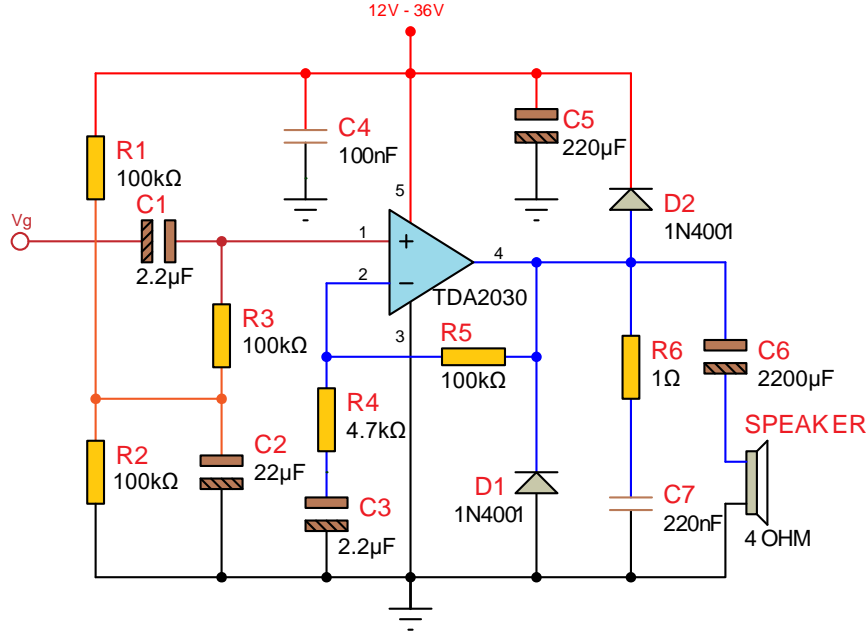 12V - 36V
C4
100nF
C5
220µF
R1
100kΩ
5
D2
1N4001
C1
Vg
2.2µF
1
+
4
2
−
TDA2030
R3
100kΩ
3
R5
100kΩ
R6
1Ω
C6
2200µF
R4
4.7kΩ
SPEAKER
R2
100kΩ
C2
22µF
C3
2.2µF
D1
1N4001
C7
220nF
4 OHM